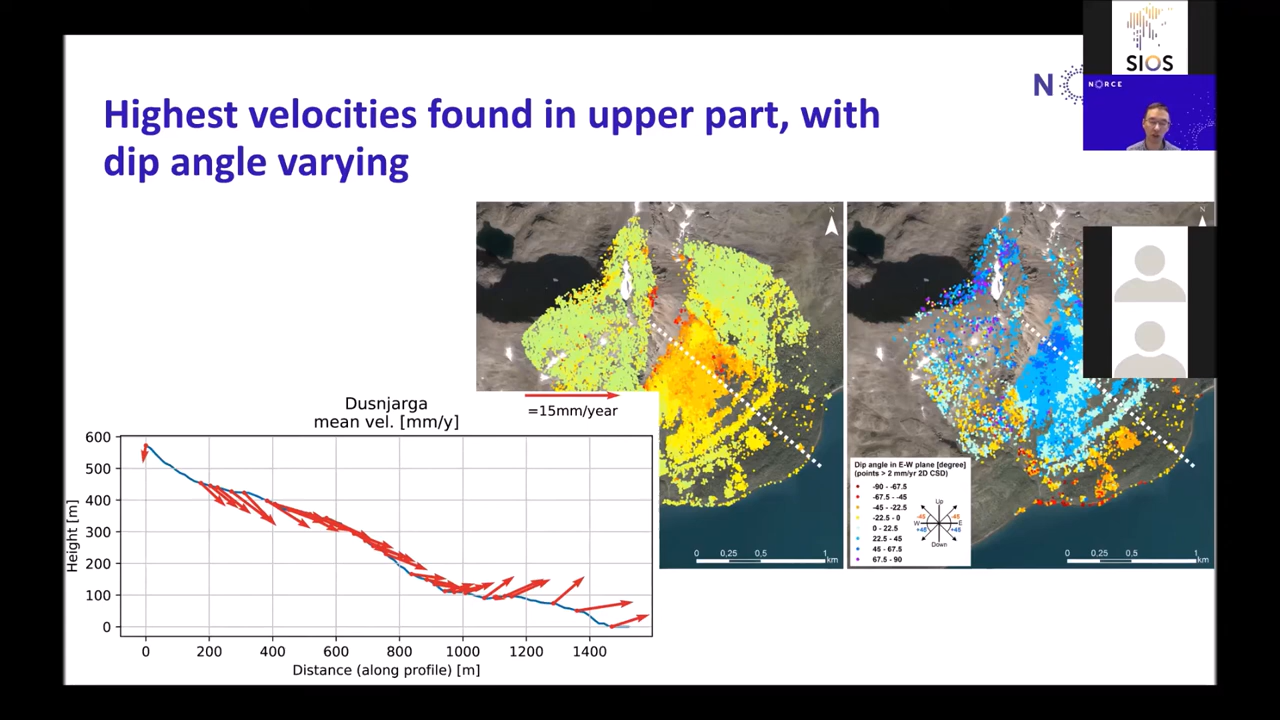 SIOS
N
NORCE
Highest velocities found in upper part, with
dip angle varying
N
N
Dusnjarga
mean vel. [mm/y]
=15mm/year
600
500
400
300
200
100
0
Height [m]
0 200 400 600 800 1000 1200 1400
Distance (along profile) [m]
0 0,25 0,5 1
km
Dip angle in E-W plane [degree]
(points > 2 mm/yr 2D CSD)
-90 - -67.5
-67.5 - -45
-45 - -22.5
-22.5 - 0
0 - 22.5
22.5 - 45
45 - 67.5
67.5 - 90
Up
-45 -45
W E
+45 +45
Down
0 0,25 0,5 1
km